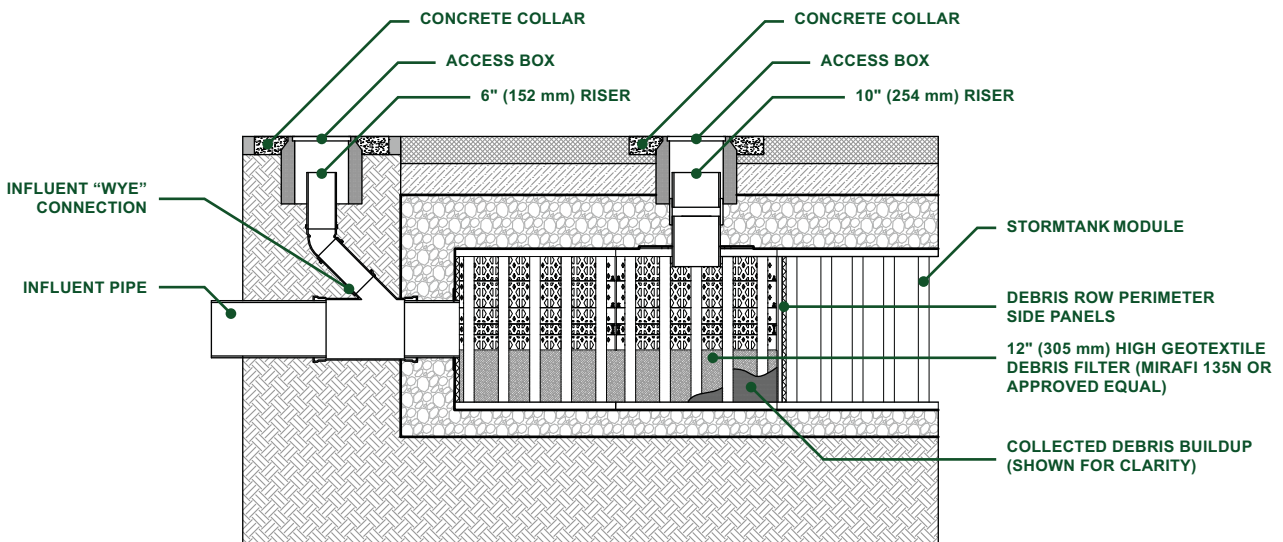 CONCRETE COLLAR
ACCESS BOX
6" (152 mm) RISER
CONCRETE COLLAR
ACCESS BOX
10" (254 mm) RISER
INFLUENT “WYE”
CONNECTION
INFLUENT PIPE
STORMTANK MODULE
DEBRIS ROW PERIMETER
SIDE PANELS
12" (305 mm) HIGH GEOTEXTILE
DEBRIS FILTER (MIRAFI 135N OR
APPROVED EQUAL)
COLLECTED DEBRIS BUILDUP
(SHOWN FOR CLARITY)